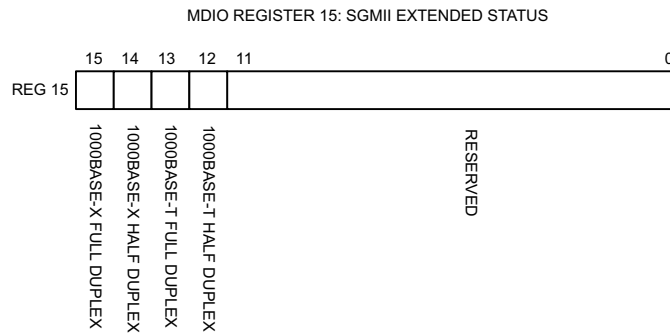 MDIO REGISTER 15: SGMII EXTENDED STATUS
15 14 13 12 11 0
REG 15
1000BASE-X FULL DUPLEX
1000BASE-X HALF DUPLEX
1000BASE-T FULL DUPLEX
1000BASE-T HALF DUPLEX
RESERVED